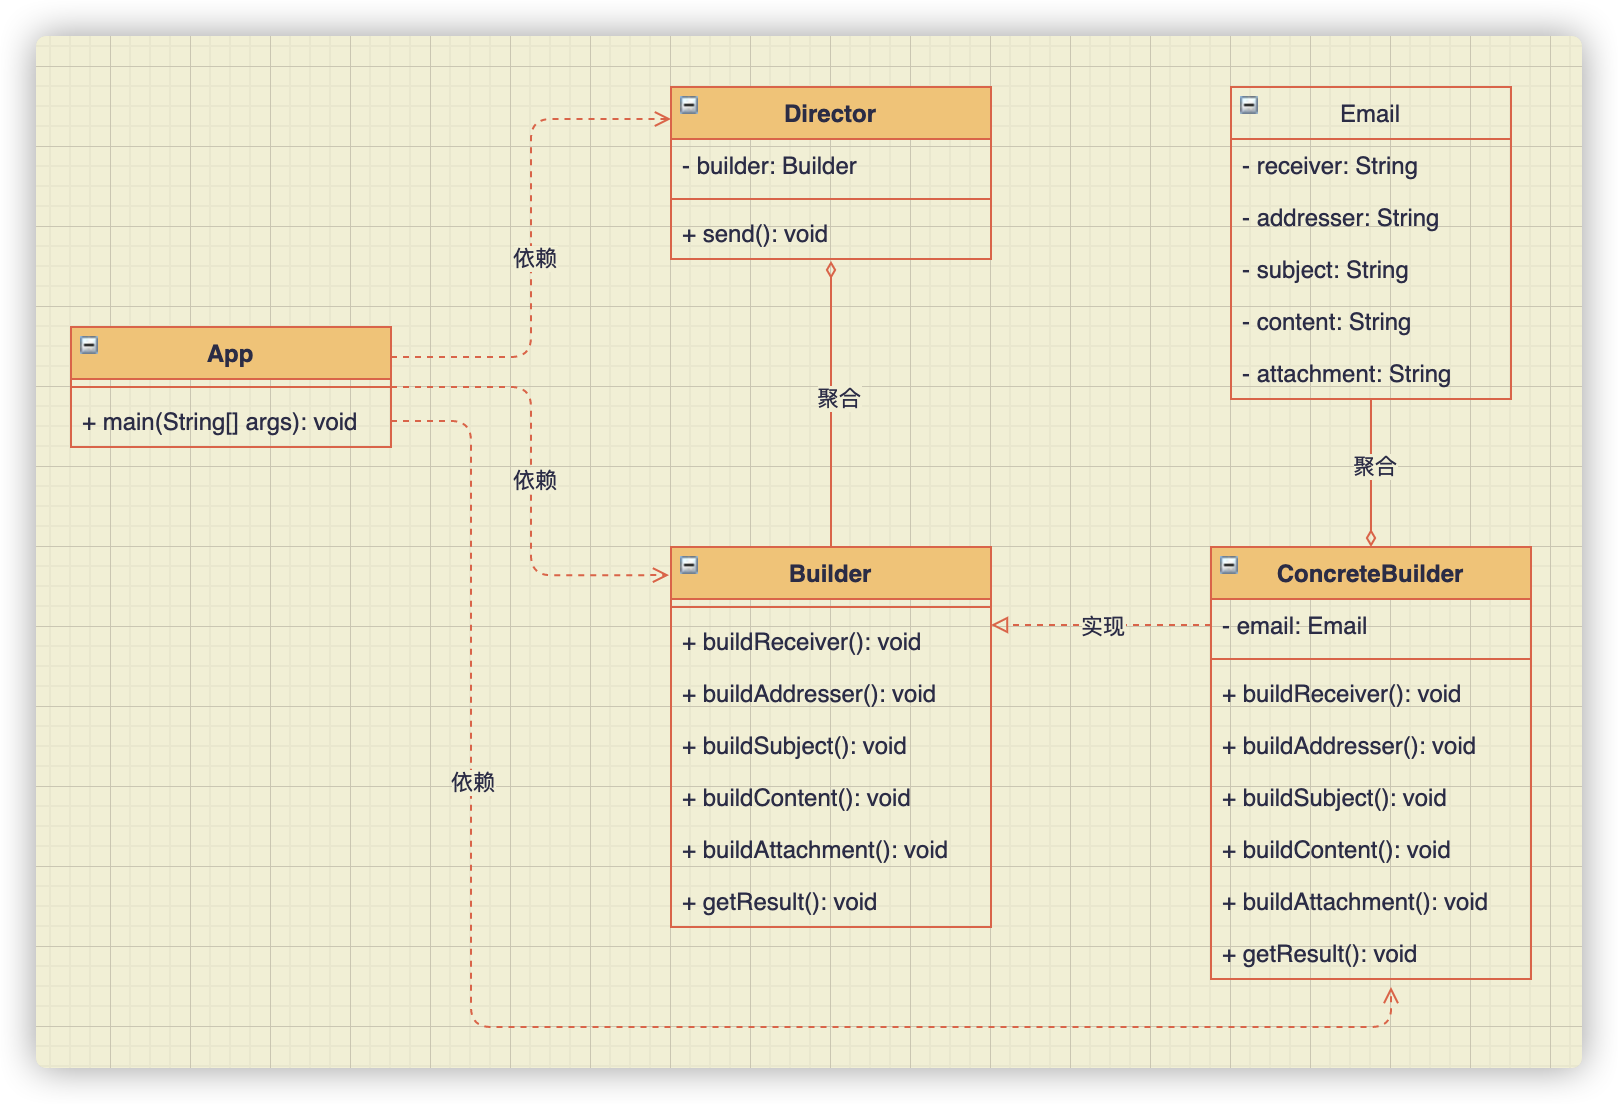 Director
- builder: Builder
+ send(): void
Email
- receiver: String
- addresser: String
- subject: String
- content: String
- attachment: String
依赖
App
+ main(String[] args): void
聚合
聚合
依赖
Builder
+ buildReceiver(): void
+ buildAddresser(): void
+ buildSubject(): void
+ buildContent(): void
+ buildAttachment(): void
+ getResult(): void
实现
ConcreteBuilder
- email: Email
+ buildReceiver(): void
+ buildAddresser(): void
+ buildSubject(): void
+ buildContent(): void
+ buildAttachment(): void
+ getResult(): void
依赖